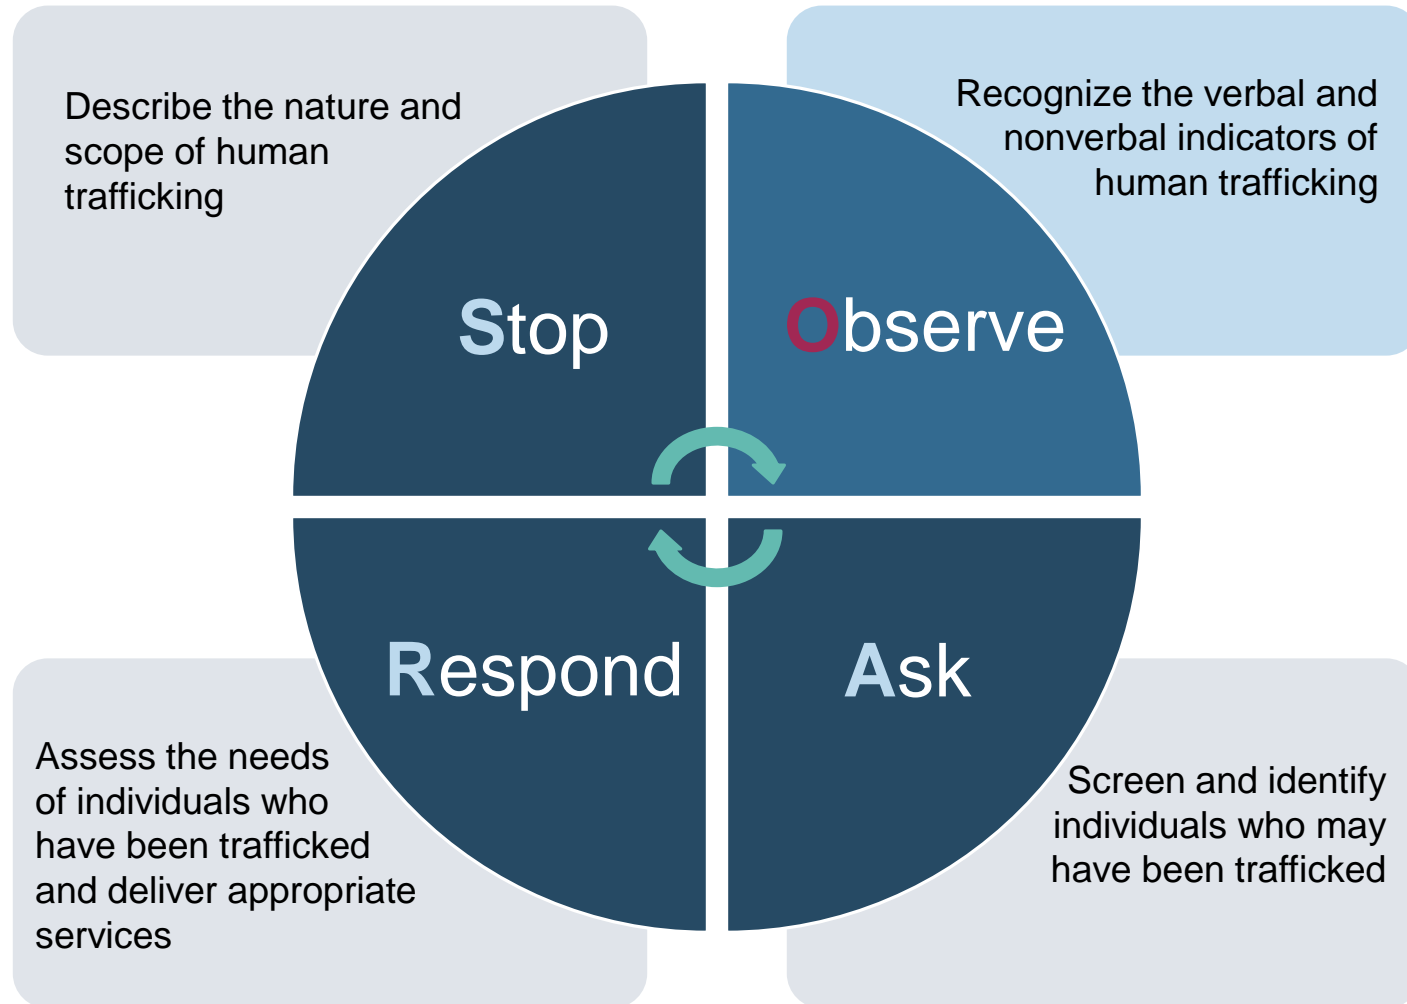 Describe the nature and
scope of human
trafficking
Stop
Recognize the verbal and
nonverbal indicators of
human trafficking
Observe
Respond
Assess the needs
of individuals who
have been trafficked
and deliver appropriate
services
Ask
Screen and identify
individuals who may
have been trafficked